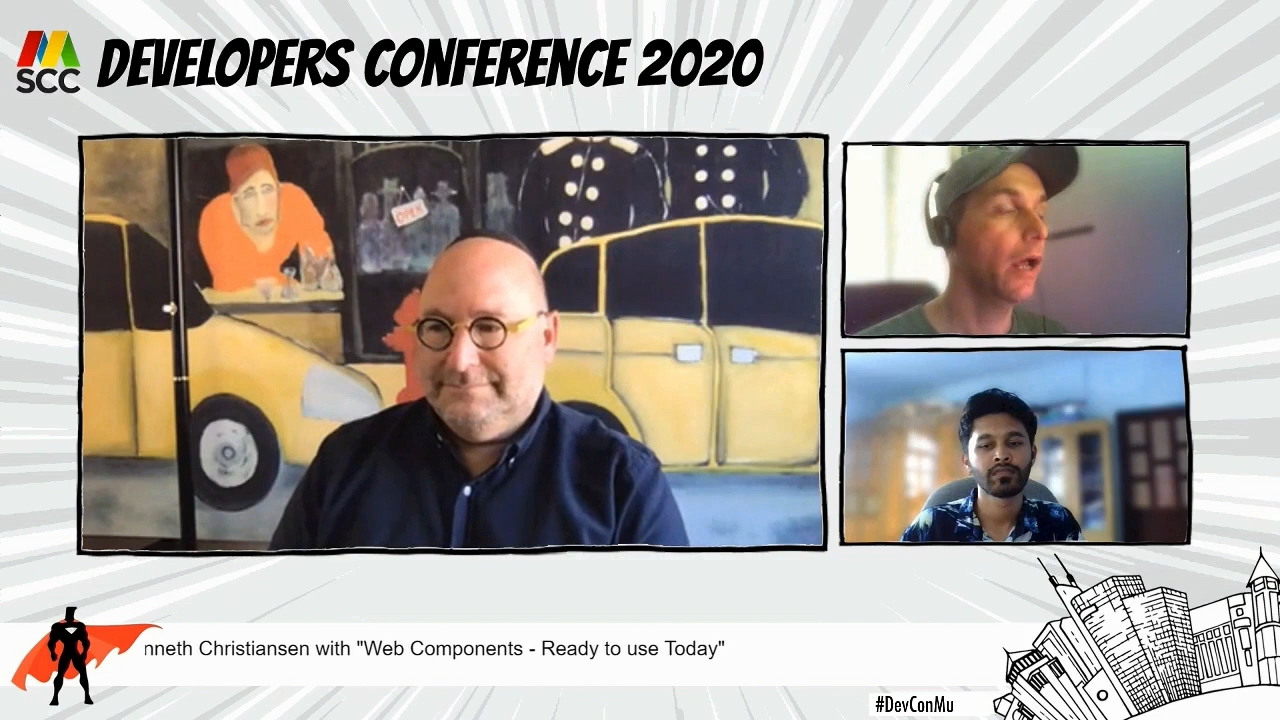 SCC
DEVELOPERS CONFERENCE 2020
OPEN
nneth Christiansen with "Web Components - Ready to use Today"
#DevConMu